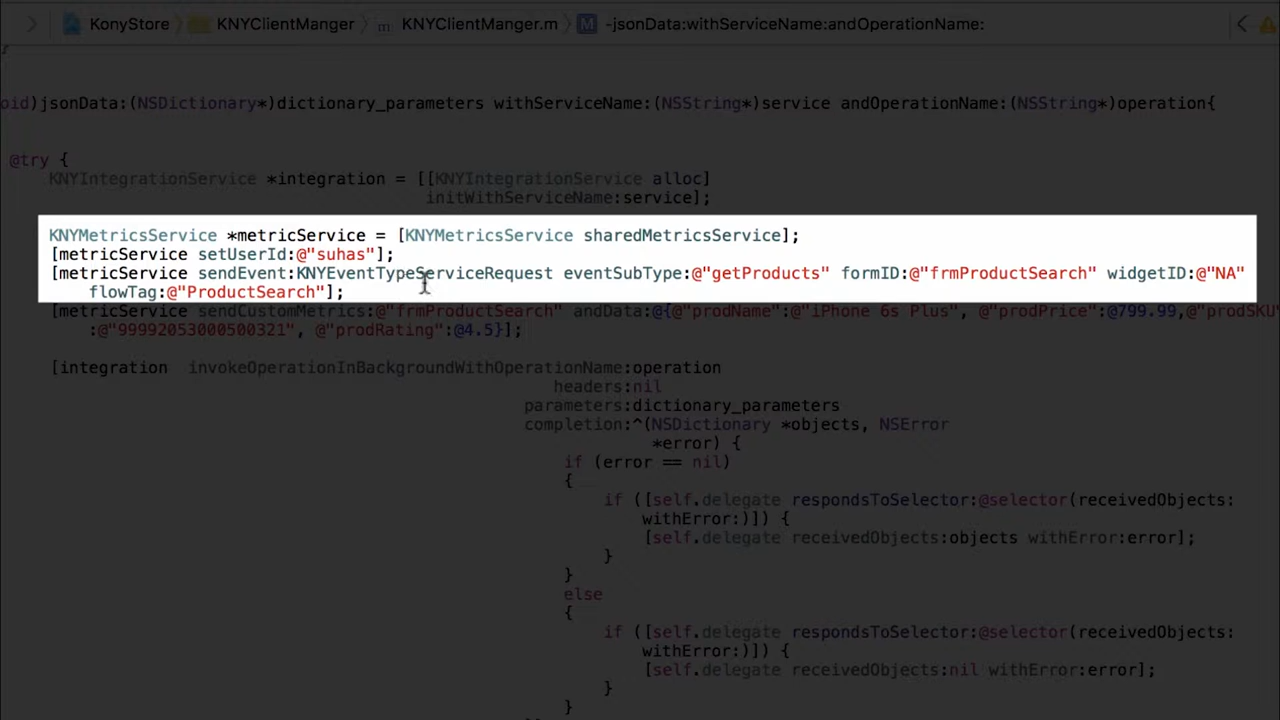 KonyStore KNYClientManger KNYClientManger.m M -jsonData:withServiceName:andOperationName:
oid)jsonData:(NSDictionary*)dictionary_parameters withServiceName:(NSString*)service andOperationName:(NSString*)operation{
@try {
KNYIntegrationService *integration = [[KNYIntegrationService alloc]
initWithServiceName:service];
KNYMetricsService *metricService = [KNYMetricsService sharedMetricsService];
[metricService setUserId:@"suhas"];
[metricService sendEvent:KNYEventTypeServiceRequest eventSubType:@"getProducts" formID:@"frmProductSearch" widgetID:@"NA"
flowTag:@"ProductSearch"];
[metricService sendCustomMetrics:@"frmProductSearch" andData:@{@"prodName":@"iPhone 6s Plus", @"prodPrice":@799.99,@"prodSKU"
:@"99992053000500321", @"prodRating":@4.5}];
[integration invokeOperationInBackgroundWithOperationName:operation
headers:nil
parameters:dictionary_parameters
completion:^(NSDictionary *objects, NSError
*error) {
if (error == nil)
{
if ([self.delegate respondsToSelector:@selector(receivedObjects:
withError:)]) {
[self.delegate receivedObjects:objects withError:error];
}
}
else
{
if ([self.delegate respondsToSelector:@selector(receivedObjects:
withError:)]) {
[self.delegate receivedObjects:nil withError:error];
}
}